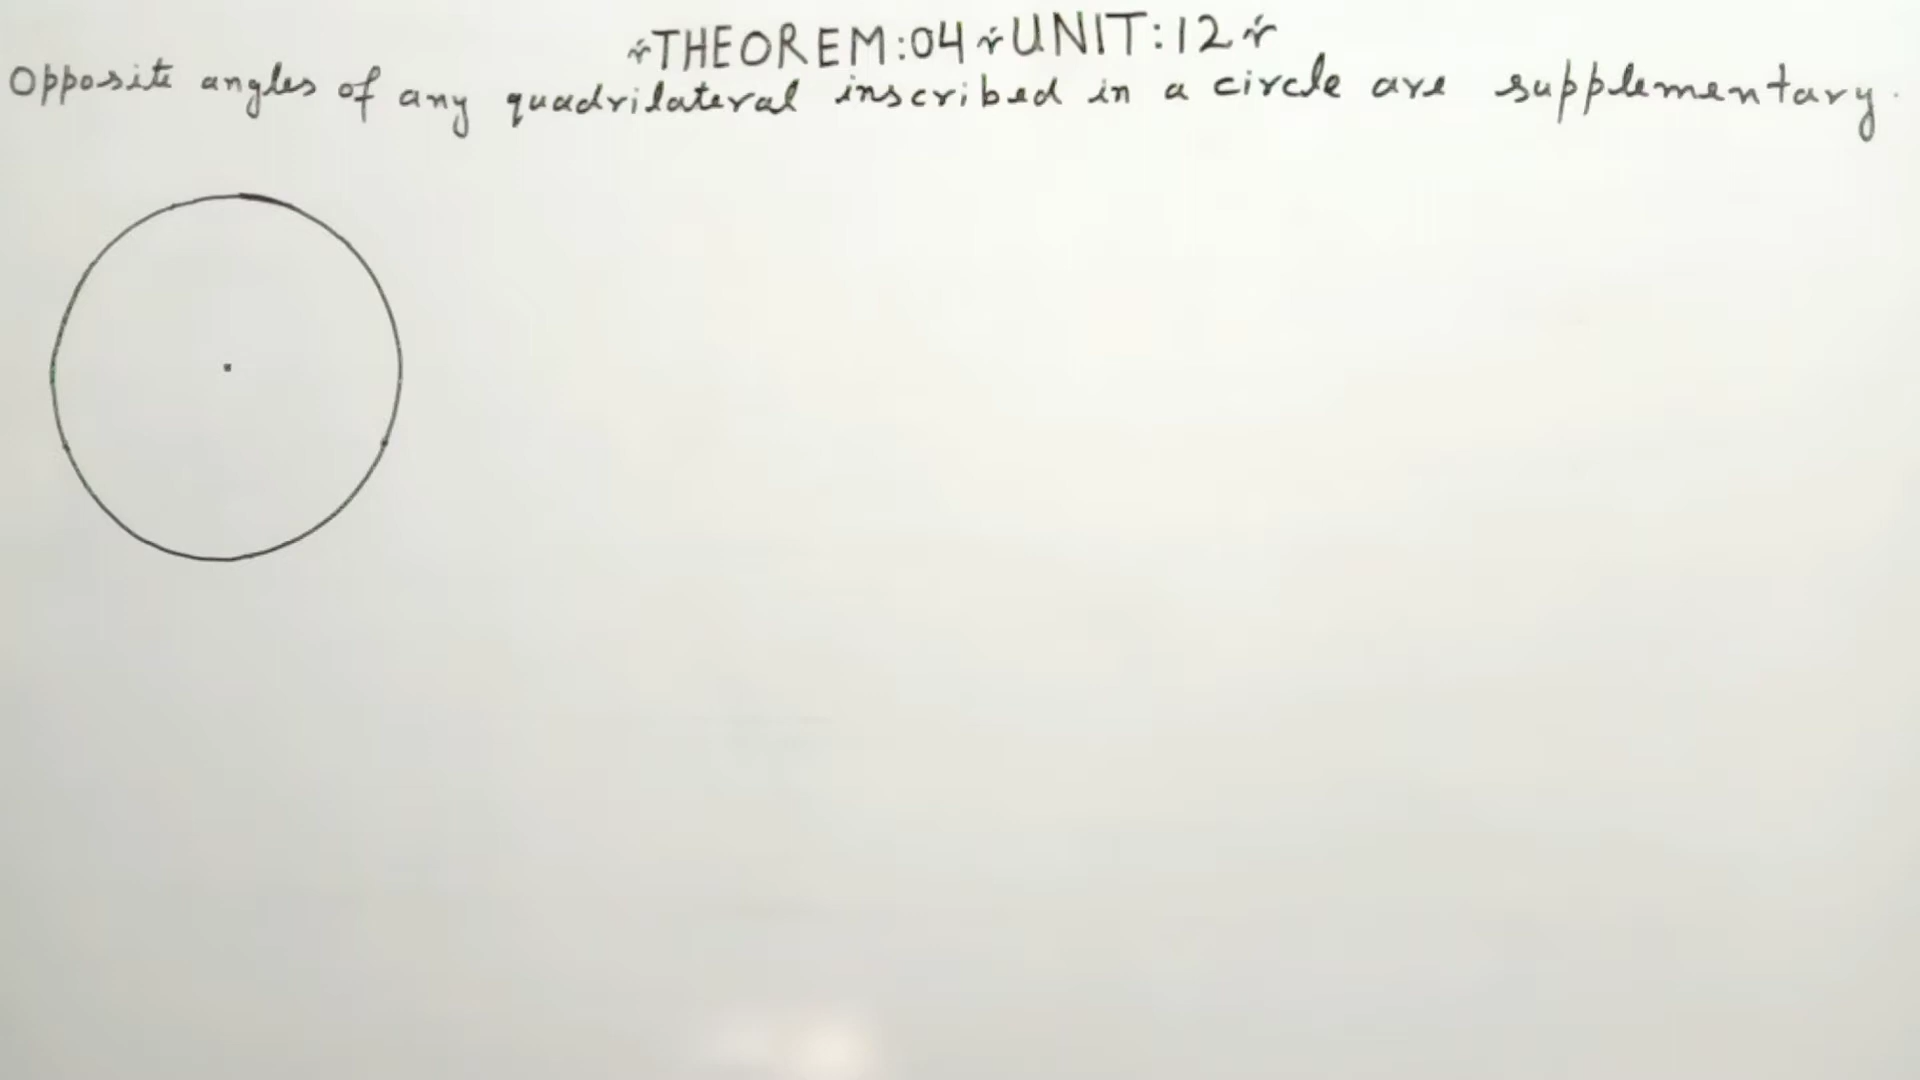 THEOREM:04 UNIT:12
Opposite angles of any quadrilateral inscribed in a circle are supplementary.